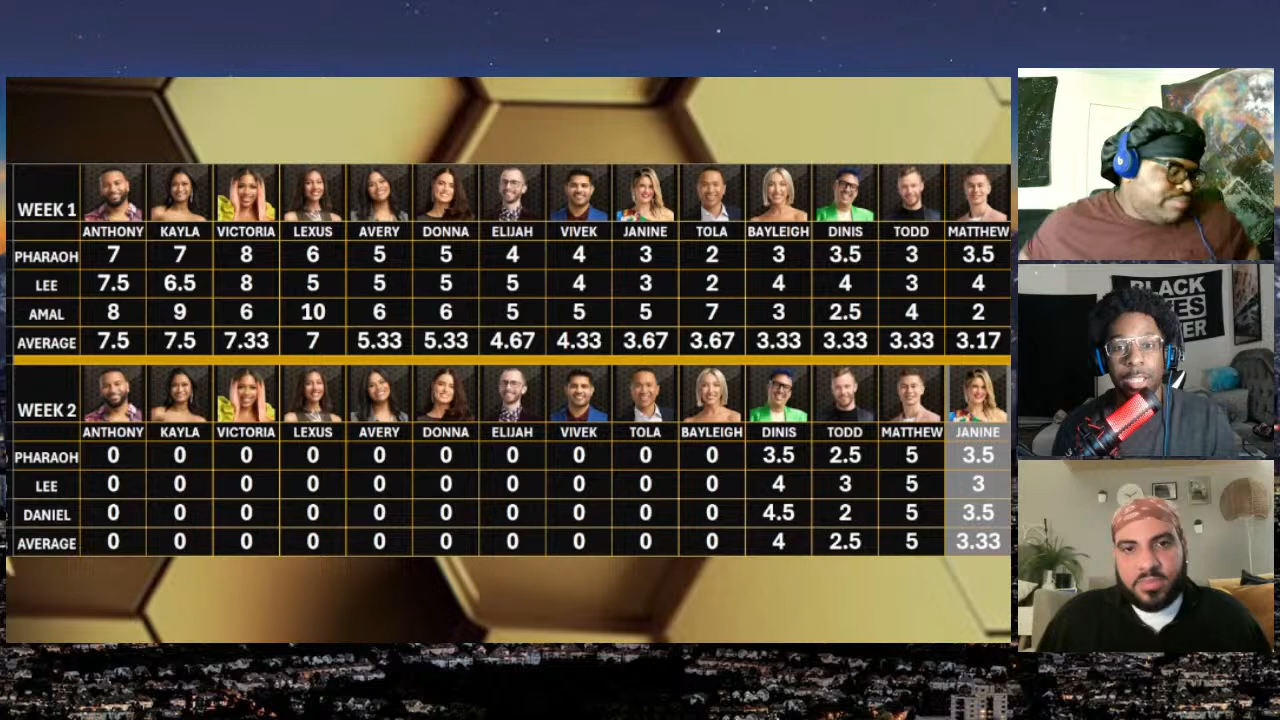 WEEK 1
ANTHONY KAYLA VICTORIA LEXUS AVERY DONNA ELIJAH VIVEK JANINE TOLA BAYLEIGH DINIS TODD MATTHEW
PHARAOH 7 7 8 6 5 5 4 4 3 2 3 3.5 3 3.5
LEE 7.5 6.5 8 5 5 5 5 4 3 2 4 4 3 4
AMAL 8 9 6 10 6 6 5 5 5 7 3 2.5 4 2
AVERAGE 7.5 7.5 7.33 7 5.33 5.33 4.67 4.33 3.67 3.67 3.33 3.33 3.33 3.17
WEEK 2
ANTHONY KAYLA VICTORIA LEXUS AVERY DONNA ELIJAH VIVEK TOLA BAYLEIGH DINIS TODD MATTHEW JANINE
PHARAOH 0 0 0 0 0 0 0 0 0 0 3.5 2.5 5 3.5
LEE 0 0 0 0 0 0 0 0 0 0 4 3 5 3
DANIEL 0 0 0 0 0 0 0 0 0 0 4.5 2 5 3.5
AVERAGE 0 0 0 0 0 0 0 0 0 0 4 2.5 5 3.33
BLACK